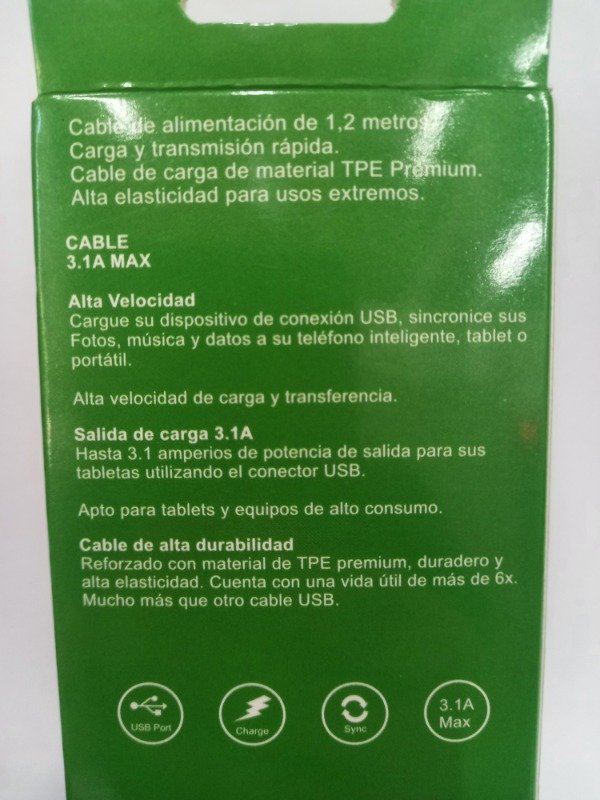 Cable de alimentación de 1,2 metros.
Carga y transmisión rápida.
Cable de carga de material TPE Premium.
Alta elasticidad para usos extremos.
CABLE
3.1A MAX
Alta Velocidad
Cargue su dispositivo de conexión USB, sincronice sus
Fotos, música y datos a su teléfono inteligente, tablet o
portátil.
Alta velocidad de carga y transferencia.
Salida de carga 3.1A
Hasta 3.1 amperios de potencia de salida para sus
tabletas utilizando el conector USB.
Apto para tablets y equipos de alto consumo.
Cable de alta durabilidad
Reforzado con material de TPE premium, duradero y
alta elasticidad. Cuenta con una vida útil de más de 6x.
Mucho más que otro cable USB.
USB Port
Charge
Sync
3.1A
Max